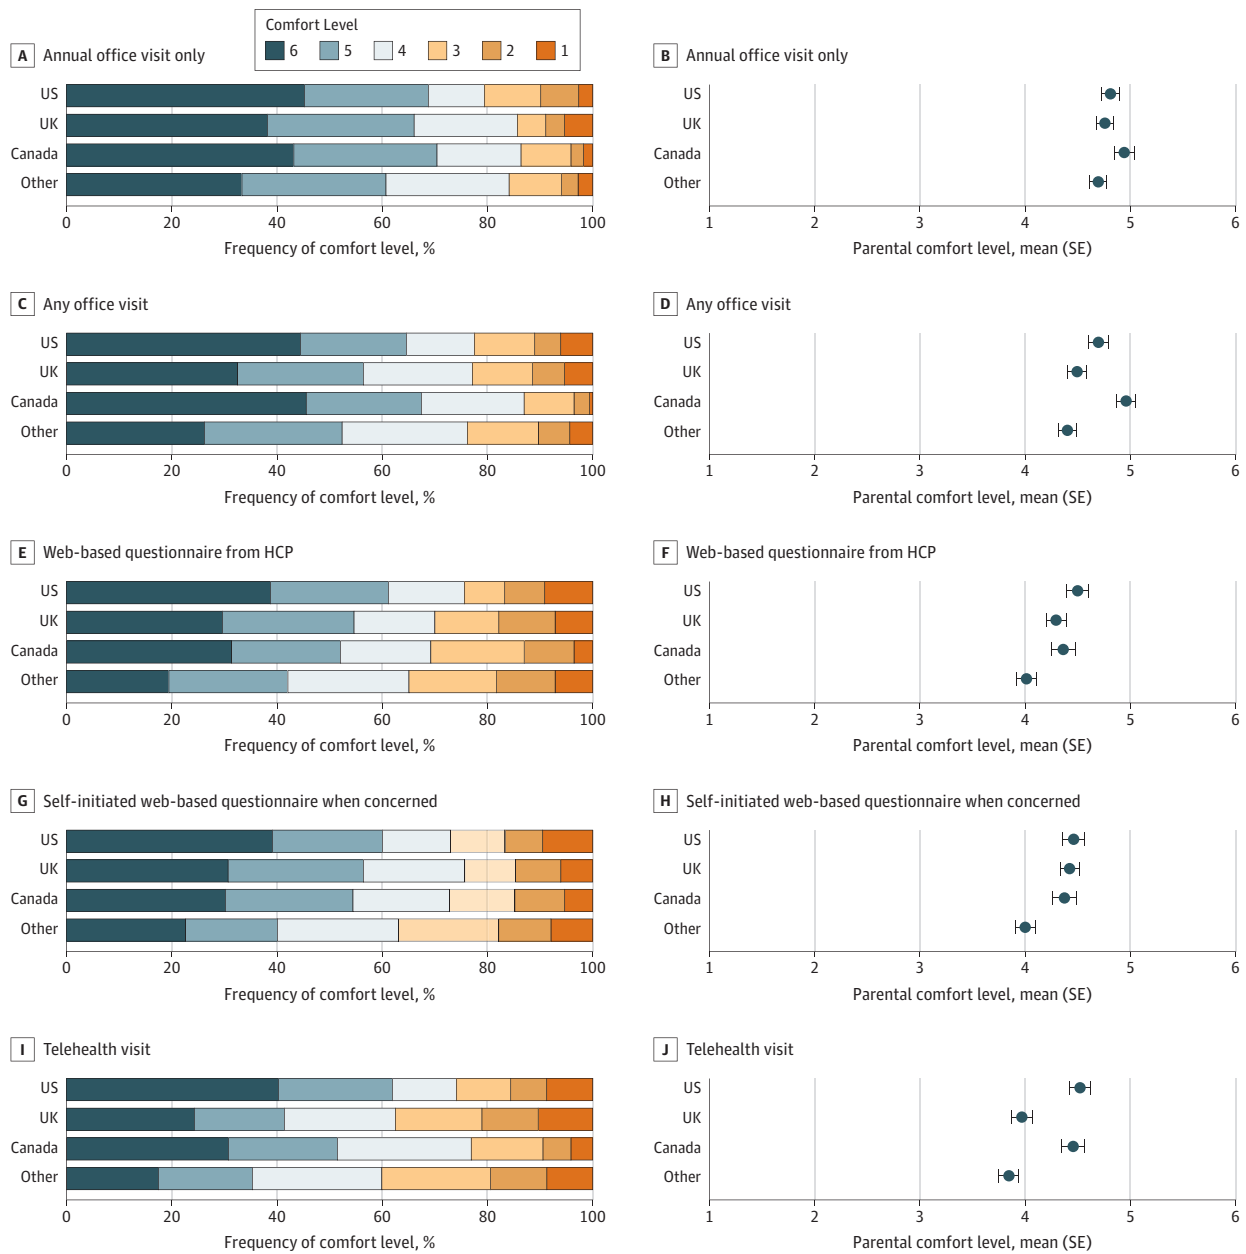 Comfort Level
6 5 4 3 2 1
A Annual office visit only
US
UK
Canada
Other
0 20 40 60 80 100
Frequency of comfort level, %
B Annual office visit only
US
UK
Canada
Other
1 2 3 4 5 6
Parental comfort level, mean (SE)
C Any office visit
US
UK
Canada
Other
0 20 40 60 80 100
Frequency of comfort level, %
D Any office visit
US
UK
Canada
Other
1 2 3 4 5 6
Parental comfort level, mean (SE)
E Web-based questionnaire from HCP
US
UK
Canada
Other
0 20 40 60 80 100
Frequency of comfort level, %
F Web-based questionnaire from HCP
US
UK
Canada
Other
1 2 3 4 5 6
Parental comfort level, mean (SE)
G Self-initiated web-based questionnaire when concerned
US
UK
Canada
Other
0 20 40 60 80 100
Frequency of comfort level, %
H Self-initiated web-based questionnaire when concerned
US
UK
Canada
Other
1 2 3 4 5 6
Parental comfort level, mean (SE)
I Telehealth visit
US
UK
Canada
Other
0 20 40 60 80 100
Frequency of comfort level, %
J Telehealth visit
US
UK
Canada
Other
1 2 3 4 5 6
Parental comfort level, mean (SE)